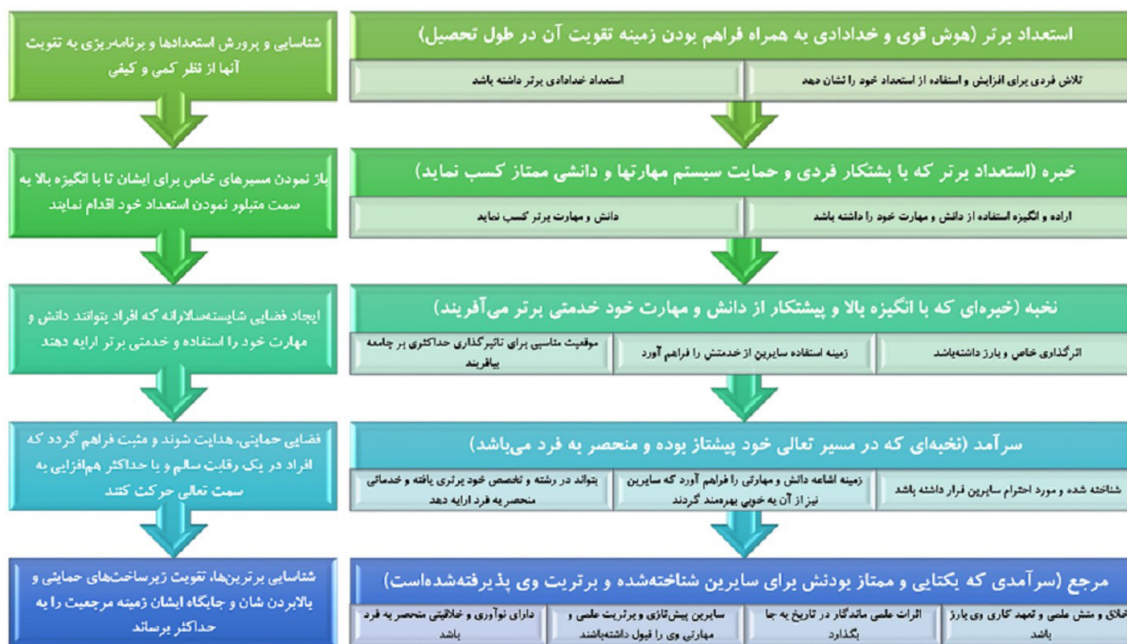 استعداد برتر (هوش قوی و خدادادی به همراه فراهم بودن زمینه تقویت آن در طول تحصیل)
تلاش فردی برای افزایش و استفاده از استعداد خود را نشان دهد
استعداد خدادادی برتر داشته باشد
شناسایی و پرورش استعدادها و برنامه‌ریزی به تقویت
آنها از نظر کمی و کیفی
خبره (استعداد برتر که با پشتکار فردی و حمایت سیستم مهارتها و دانشی ممتاز کسب نماید)
اراده و انگیزه استفاده از دانش و مهارت خود را داشته باشد
دانش و مهارت برتر کسب نماید
باز نمودن مسیرهای خاص برای ایشان تا با انگیزه بالا به
سمت متبلور نمودن استعداد خود اقدام نمایند
نخبه (خبره‌ای که با انگیزه بالا و پیشتکار از دانش و مهارت خود خدمتی برتر می‌آفریند)
اثرگذاری خاص و بارز داشته‌باشد
زمینه استفاده سایرین از خدمتش را فراهم آورد
موقعیت مناسبی برای تاثیرگذاری حداکثری بر جامعه
بیافریند
ایجاد فضایی شایسته‌سالارانه که افراد بتوانند دانش و
مهارت خود را استفاده و خدمتی برتر ارایه دهند
سرآمد (نخبه‌ای که در مسیر تعالی خود پیشتاز بوده و منحصر به فرد می‌باشد)
شناخته شده و مورد احترام سایرین قرار داشته باشد
زمینه اشاعه دانش و مهارتی را فراهم آورد که سایرین
نیز از آن به خوبی بهره‌مند گردند
بتواند در رشته و تخصص خود برتری یافته و خدماتی
منحصر به فرد ارایه دهد
فضایی حمایتی، هدایت شوند و مثبت فراهم گردد که
افراد در یک رقابت سالم و با حداکثر هم‌افزایی به
سمت تعالی حرکت کنند
مرجع (سرآمدی که یکتایی و ممتاز بودنش برای سایرین شناخته‌شده و برتریت وی پذیرفته‌شده‌است)
خلاق و منش علمی و تعهد کاری وی بارز
باشد
اثرات علمی ماندگار در تاریخ به جا
بگذارد
سایرین پیش‌تازی و برتریت علمی و
مهارتی وی را قبول داشته‌باشند
دارای نوآوری و خلاقیتی منحصر به فرد
باشد
شناسایی برترین‌ها، تقویت زیرساخت‌های حمایتی و
بالابردن شان و جایگاه ایشان زمینه مرجعیت را به
حداکثر برساند